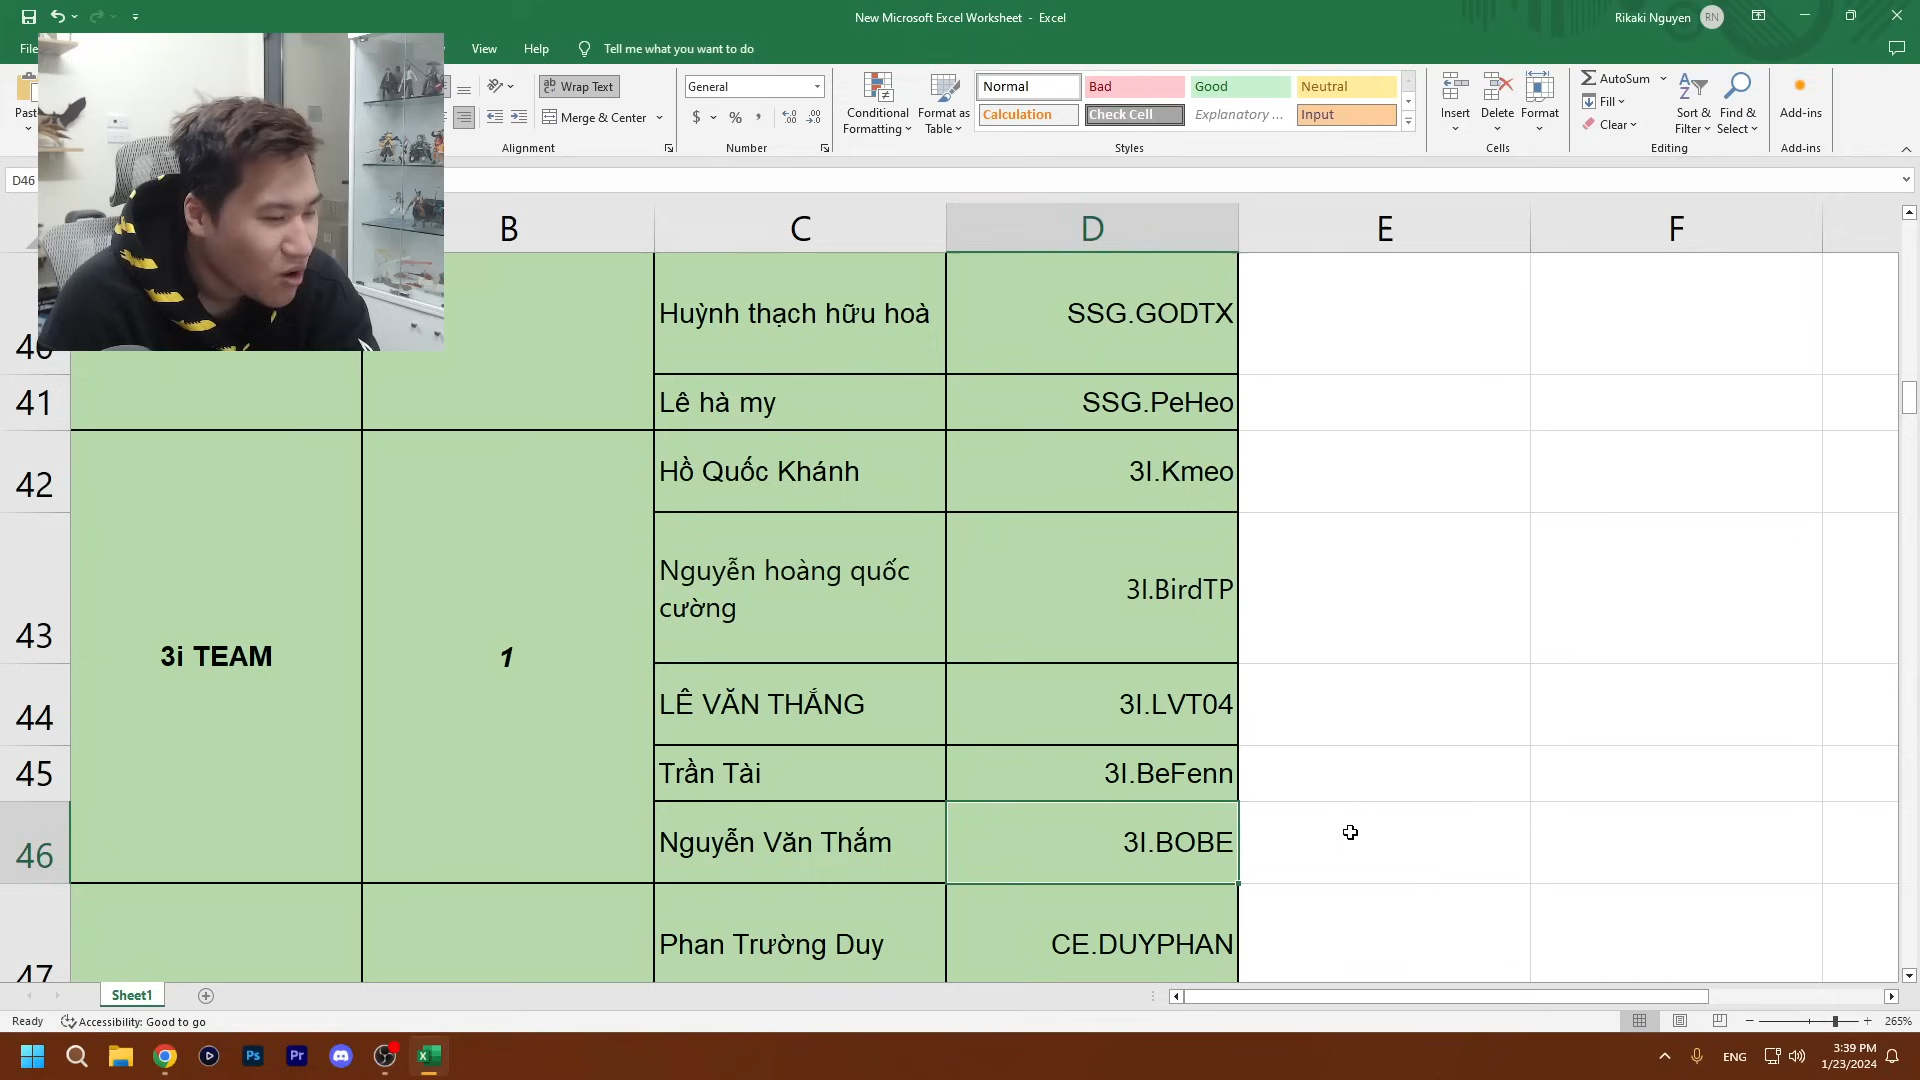 New Microsoft Excel Worksheet - Excel
Rikaki Nguyen RN
File
View Help Tell me what you want to do
Paste
Wrap Text
Merge & Center
Alignment
General
$ % ,
Number
Conditional Formatting
Format as Table
Normal Bad Good Neutral
Calculation Check Cell Explanatory ... Input
Styles
Insert Delete Format
Cells
AutoSum
Fill
Clear
Sort & Filter
Find & Select
Editing
Add-ins
Add-ins
D46
B C D E F
40 Huỳnh thạch hữu hoà SSG.GODTX
41 Lê hà my SSG.PeHeo
42 Hồ Quốc Khánh 3I.Kmeo
43 Nguyễn hoàng quốc cường 3I.BirdTP
3i TEAM 1
44 LÊ VĂN THẮNG 3I.LVT04
45 Trần Tài 3I.BeFenn
46 Nguyễn Văn Thắm 3I.BOBE
47 Phan Trường Duy CE.DUYPHAN
Sheet1
Ready Accessibility: Good to go 265%
Ps Pr
ENG
3:39 PM
1/23/2024